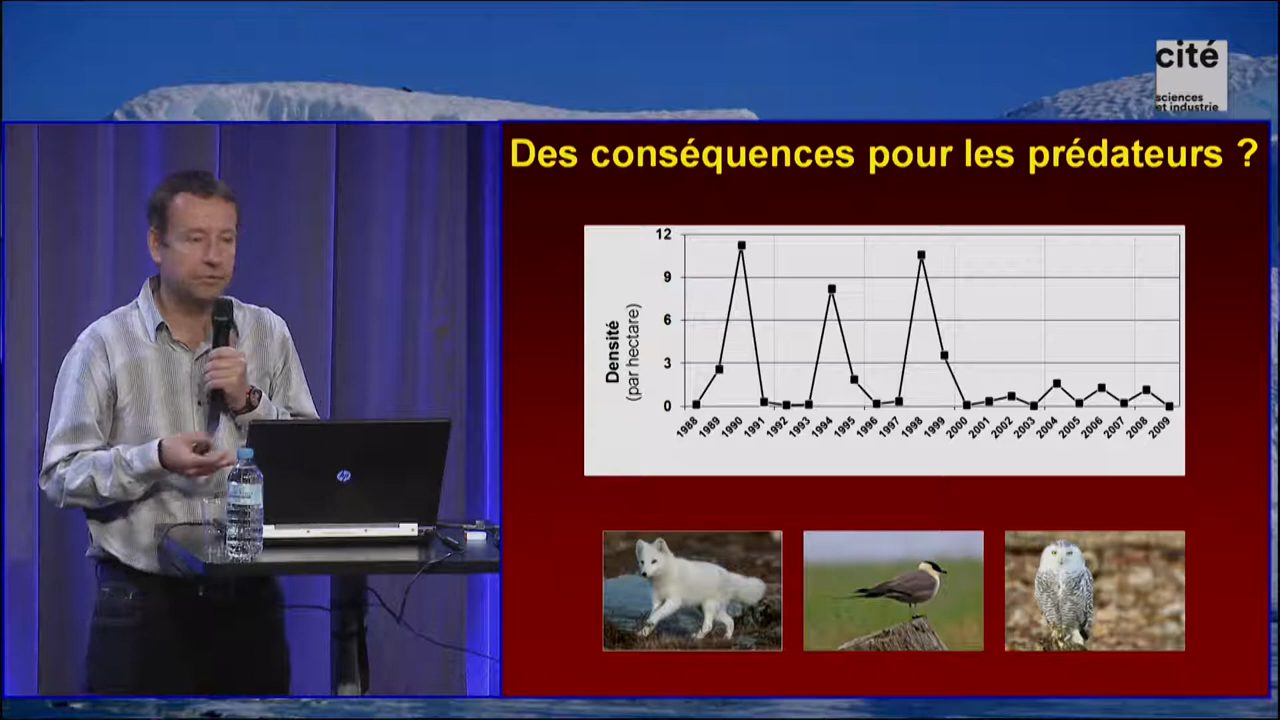 cité
sciences
et industrie
Des conséquences pour les prédateurs ?
12
9
6
3
0
Densité
(par hectare)
1988 1989 1990 1991 1992 1993 1994 1995 1996 1997 1998 1999 2000 2001 2002 2003 2004 2005 2006 2007 2008 2009
hp